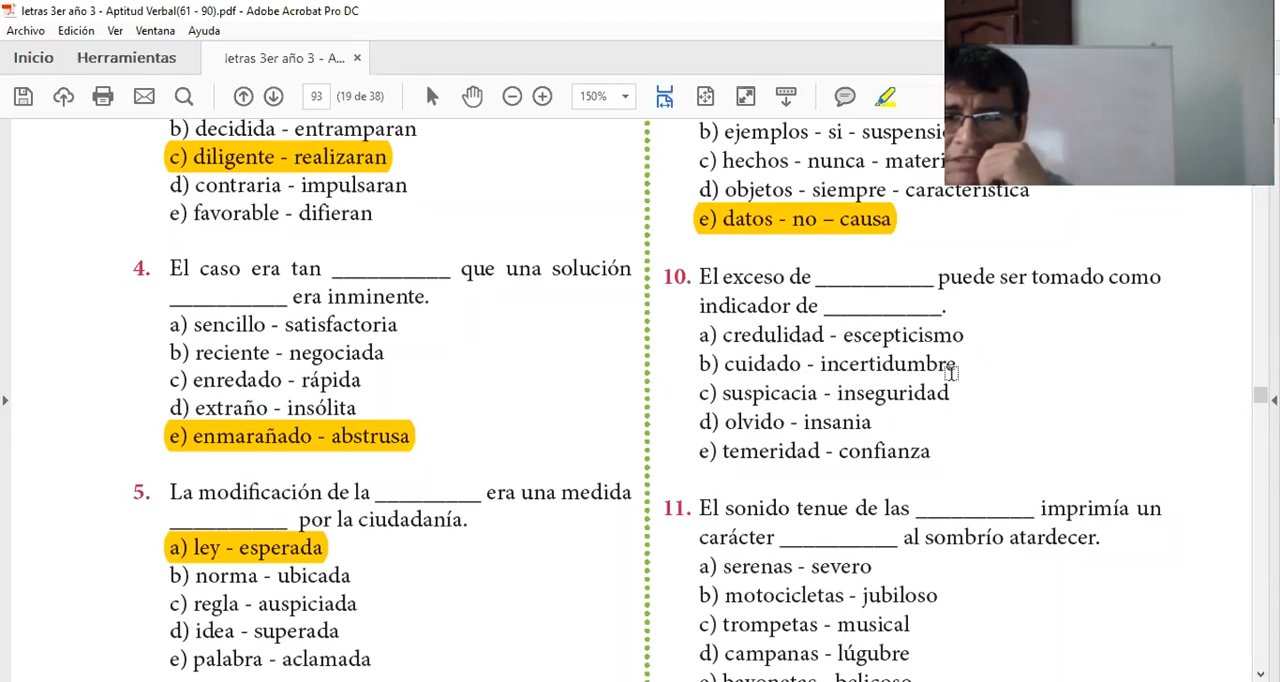 letras 3er año 3 - Aptitud Verbal(61 - 90).pdf - Adobe Acrobat Pro DC
Archivo Edición Ver Ventana Ayuda
Inicio Herramientas letras 3er año 3 - A... ×
93 (19 de 38) 150%
b) decidida - entramparan
c) diligente - realizaran
d) contraria - impulsaran
e) favorable - difieran
4. El caso era tan __________ que una solución
__________ era inminente.
a) sencillo - satisfactoria
b) reciente - negociada
c) enredado - rápida
d) extraño - insólita
e) enmarañado - abstrusa
5. La modificación de la _________ era una medida
__________ por la ciudadanía.
a) ley - esperada
b) norma - ubicada
c) regla - auspiciada
d) idea - superada
e) palabra - aclamada
b) ejemplos - si -
c) hechos - nunca -
d) objetos - siempre - característica
e) datos - no – causa
10. El exceso de __________ puede ser tomado como
indicador de __________.
a) credulidad - escepticismo
b) cuidado - incertidumbre
c) suspicacia - inseguridad
d) olvido - insania
e) temeridad - confianza
11. El sonido tenue de las __________ imprimía un
carácter __________ al sombrío atardecer.
a) serenas - severo
b) motocicletas - jubiloso
c) trompetas - musical
d) campanas - lúgubre
e) bayonetas - belicoso